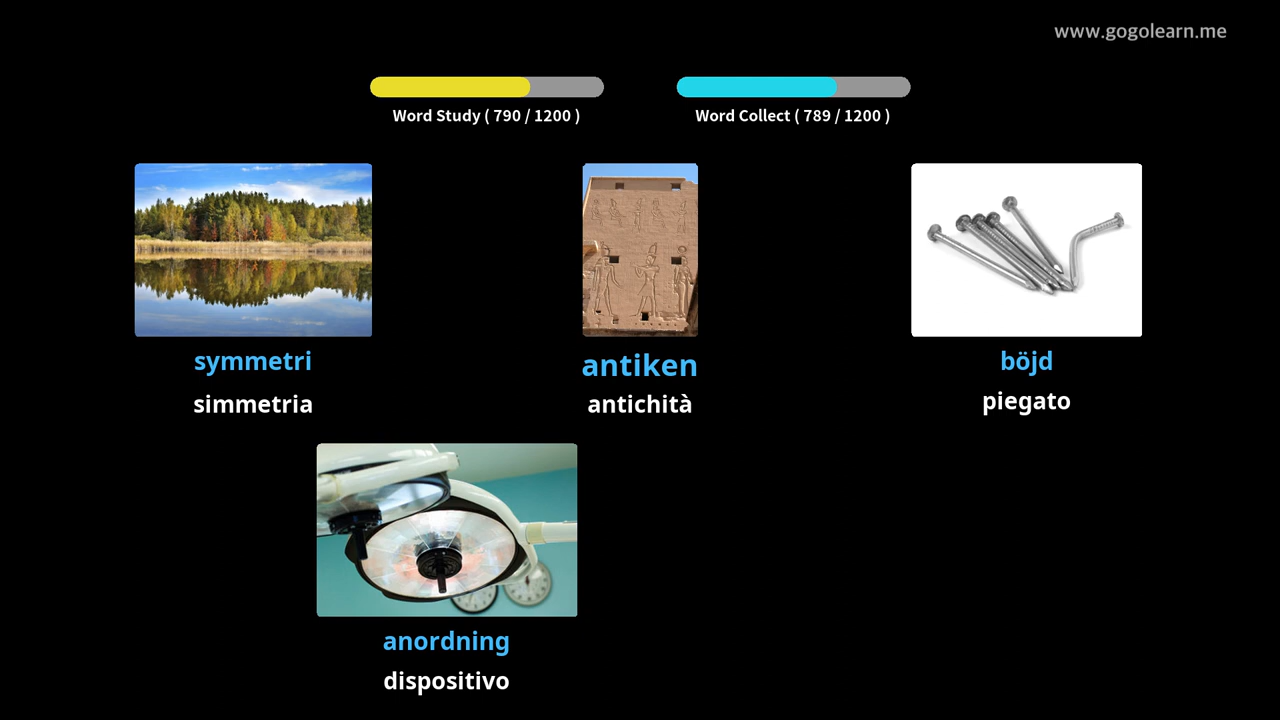 www.gogolearn.me
Word Study ( 790 / 1200 )
Word Collect ( 789 / 1200 )
symmetri
simmetria
antiken
antichità
böjd
piegato
anordning
dispositivo